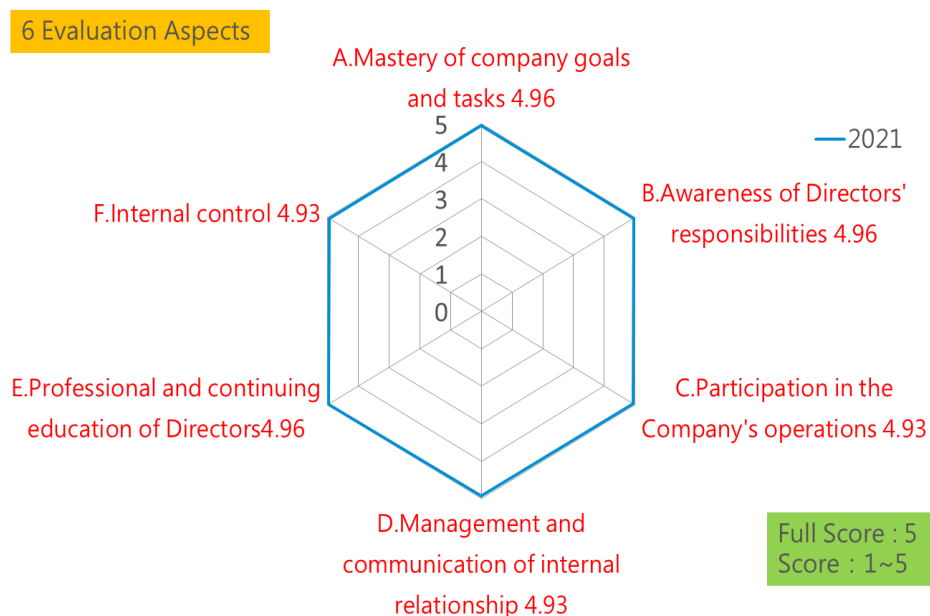 6 Evaluation Aspects
A.Mastery of company goals
and tasks 4.96
5
4
3
2
1
0
2021
B.Awareness of Directors'
responsibilities 4.96
F.Internal control 4.93
E.Professional and continuing
education of Directors4.96
C.Participation in the
Company's operations 4.93
D.Management and
communication of internal
relationship 4.93
Full Score : 5
Score : 1~5